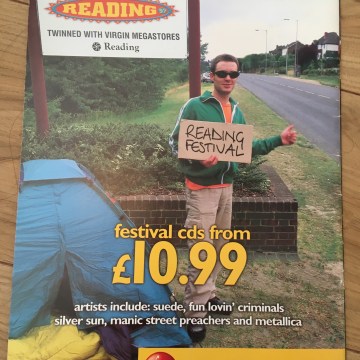 READING
TWINNED WITH VIRGIN MEGASTORES
Reading
READING
FESTIVAL
festival cds from
£10.99
artists include: suede, fun lovin' criminals
silver sun, manic street preachers and metallica